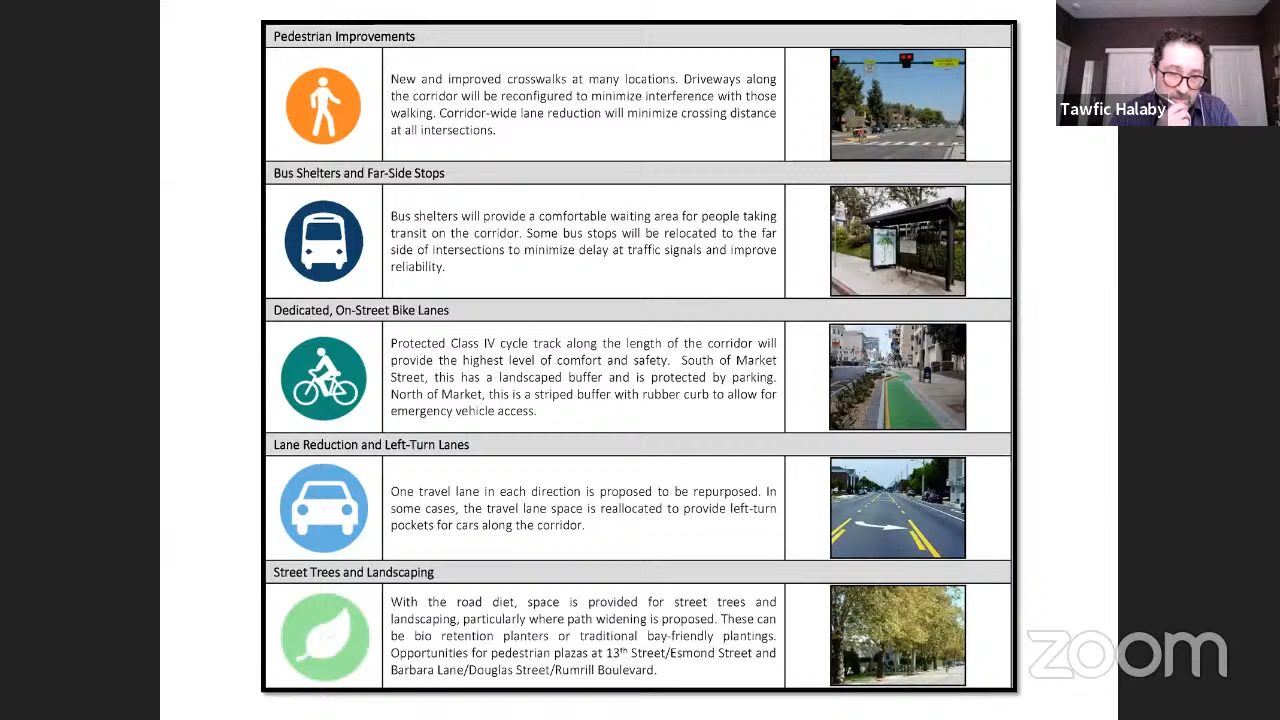 Pedestrian Improvements
New and improved crosswalks at many locations. Driveways along
the corridor will be reconfigured to minimize interference with those
walking. Corridor-wide lane reduction will minimize crossing distance
at all intersections.
Tawfic Halaby
Bus Shelters and Far-Side Stops
Bus shelters will provide a comfortable waiting area for people taking
transit on the corridor. Some bus stops will be relocated to the far
side of intersections to minimize delay at traffic signals and improve
reliability.
Dedicated, On-Street Bike Lanes
Protected Class IV cycle track along the length of the corridor will
provide the highest level of comfort and safety. South of Market
Street, this has a landscaped buffer and is protected by parking.
North of Market, this is a striped buffer with rubber curb to allow for
emergency vehicle access.
Lane Reduction and Left-Turn Lanes
One travel lane in each direction is proposed to be repurposed. In
some cases, the travel lane space is reallocated to provide left-turn
pockets for cars along the corridor.
Street Trees and Landscaping
With the road diet, space is provided for street trees and
landscaping, particularly where path widening is proposed. These can
be bio retention planters or traditional bay-friendly plantings.
Opportunities for pedestrian plazas at 13th Street/Esmond Street and
Barbara Lane/Douglas Street/Rumrill Boulevard.
zoom